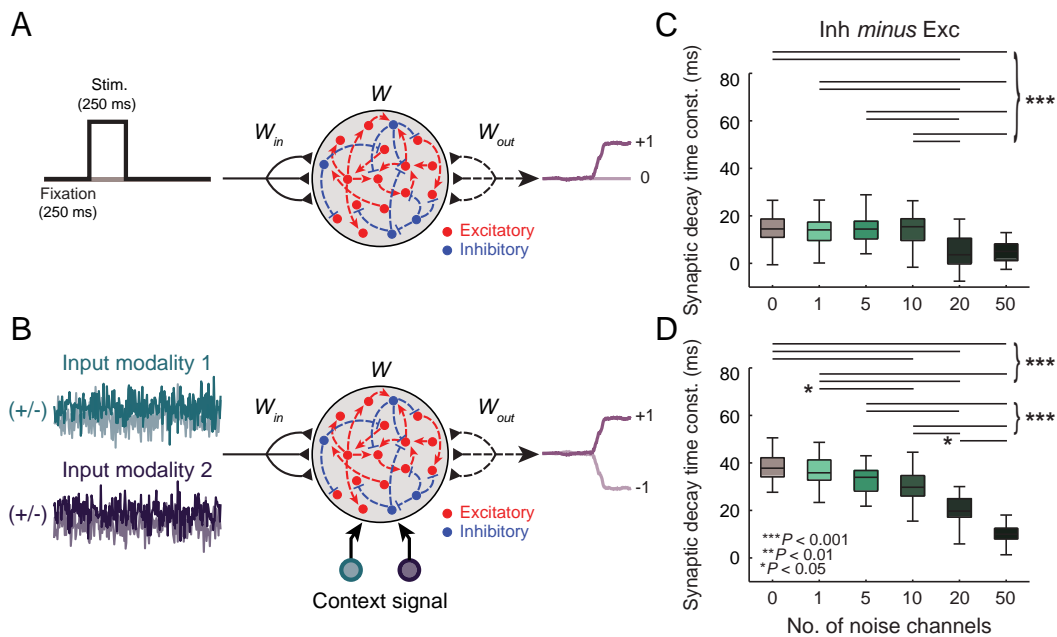 A
Stim.
(250 ms)
Fixation
(250 ms)
W_in
W
W_out
+1
0
Excitatory
Inhibitory
B
Input modality 1
(+/-)
Input modality 2
(+/-)
W_in
W
W_out
+1
-1
Excitatory
Inhibitory
Context signal
C
Inh minus Exc
Synaptic decay time const. (ms)
80
60
40
20
0
***
0 1 5 10 20 50
D
Synaptic decay time const. (ms)
80
60
40
20
0
***
*
***
*
***P < 0.001
**P < 0.01
*P < 0.05
0 1 5 10 20 50
No. of noise channels